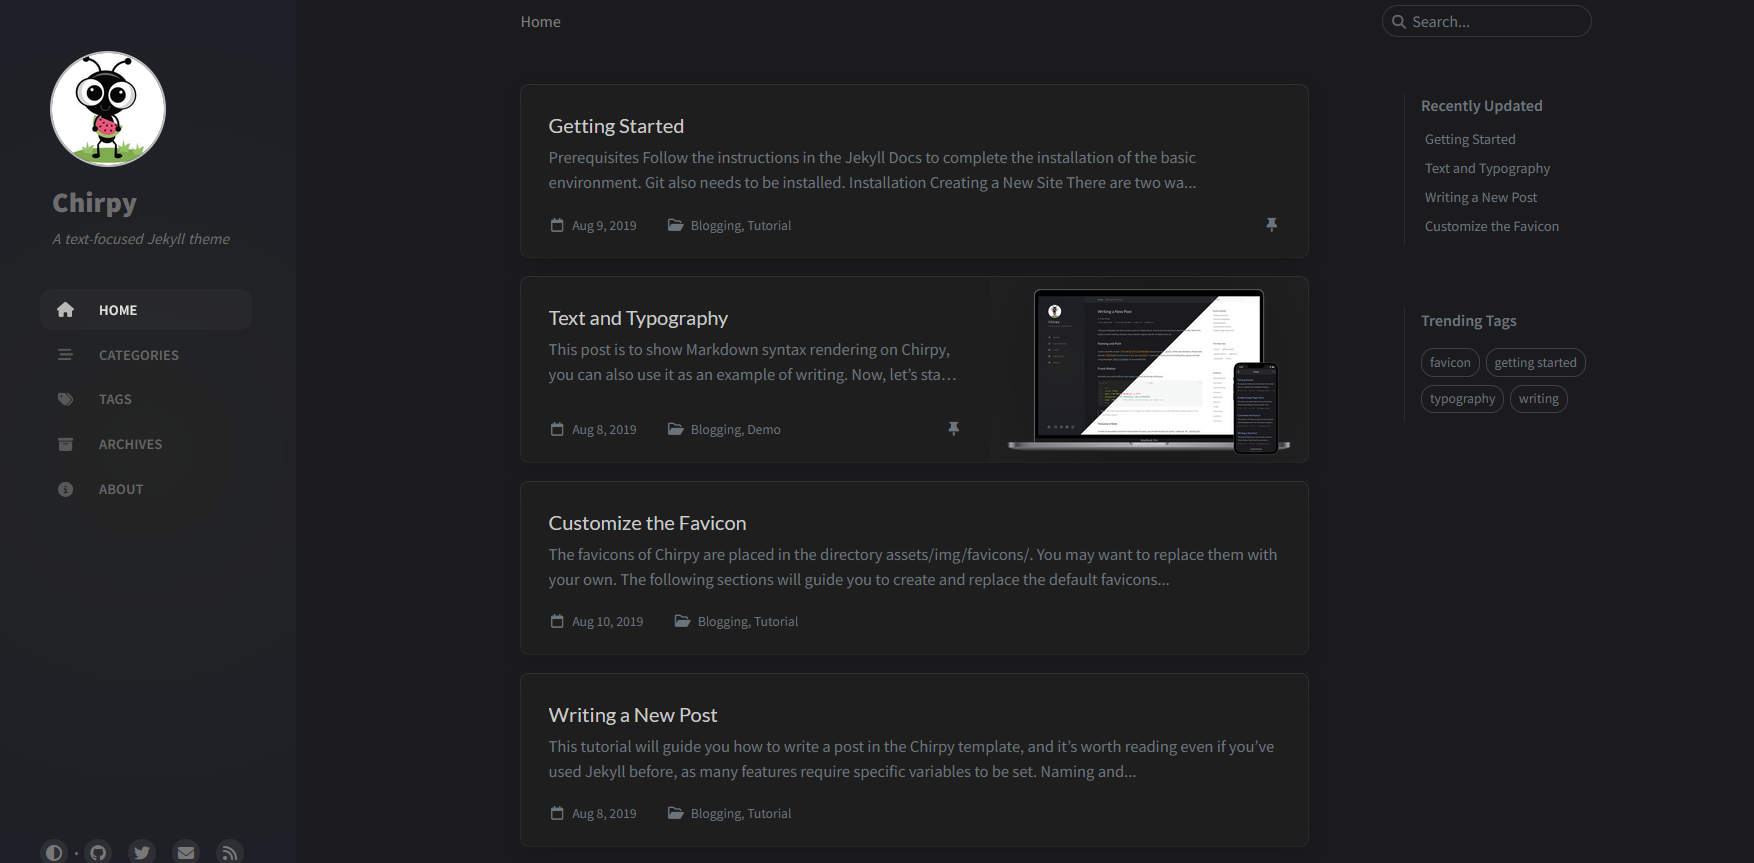 Chirpy
A text-focused Jekyll theme
HOME
CATEGORIES
TAGS
ARCHIVES
ABOUT
Home
Search...
Getting Started
Prerequisites Follow the instructions in the Jekyll Docs to complete the installation of the basic
environment. Git also needs to be installed. Installation Creating a New Site There are two wa...
Aug 9, 2019
Blogging, Tutorial
Text and Typography
This post is to show Markdown syntax rendering on Chirpy,
you can also use it as an example of writing. Now, let’s sta...
Aug 8, 2019
Blogging, Demo
Writing a New Post
Customize the Favicon
The favicons of Chirpy are placed in the directory assets/img/favicons/. You may want to replace them with
your own. The following sections will guide you to create and replace the default favicons...
Aug 10, 2019
Blogging, Tutorial
Writing a New Post
This tutorial will guide you how to write a post in the Chirpy template, and it’s worth reading even if you’ve
used Jekyll before, as many features require specific variables to be set. Naming and...
Aug 8, 2019
Blogging, Tutorial
Recently Updated
Getting Started
Text and Typography
Writing a New Post
Customize the Favicon
Trending Tags
favicon
getting started
typography
writing